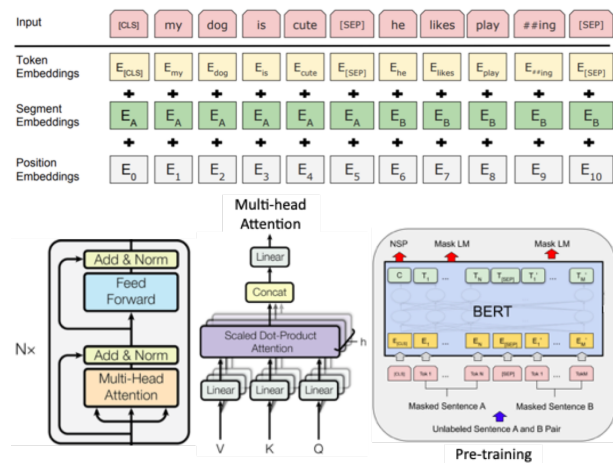 Input [CLS] my dog is cute [SEP] he likes play ##ing [SEP]
Token Embeddings E[CLS] Emy Edog Eis Ecute E[SEP] Ehe Elikes Eplay E##ing E[SEP]
+ + + + + + + + + + +
Segment Embeddings EA EA EA EA EA EA EB EB EB EB EB
+ + + + + + + + + + +
Position Embeddings E0 E1 E2 E3 E4 E5 E6 E7 E8 E9 E10
Nx
Add & Norm
Feed
Forward
Add & Norm
Multi-Head
Attention
Multi-head
Attention
Linear
Concat
Scaled Dot-Product
Attention
h
Linear Linear Linear
V K Q
NSP Mask LM Mask LM
C T1 ... TN T[SEP] T1' ... TM'
BERT
E[CLS] E1 ... EN E[SEP] E1' ... EM'
[CLS] Tok 1 ... Tok N [SEP] Tok 1 ... TokM
Masked Sentence A Masked Sentence B
Unlabeled Sentence A and B Pair
Pre-training